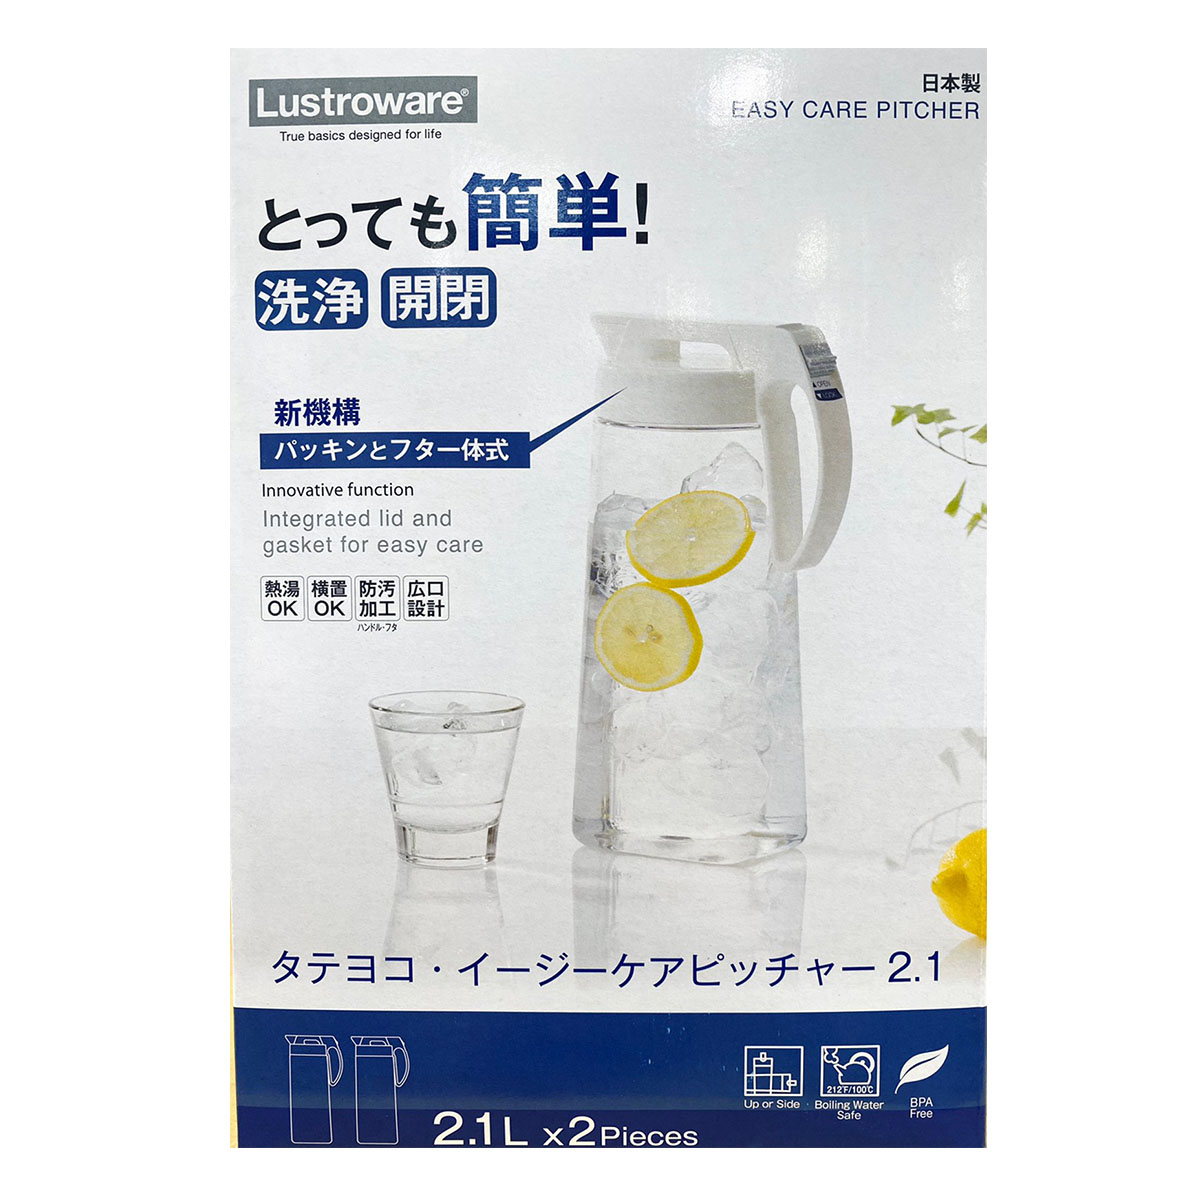 Lustroware®
True basics designed for life
日本製
EASY CARE PITCHER
とっても簡単!
洗浄 開閉
新機構
パッキンとフタ一体式
Innovative function
Integrated lid and
gasket for easy care
熱湯OK 横置OK 防汚加工 広口設計
ハンドル・フタ
▲OPEN
▼LOCK
タテヨコ・イージーケアピッチャー 2.1
212°F/100℃
Up or Side
Boiling Water
Safe
BPA
Free
2.1L x2Pieces